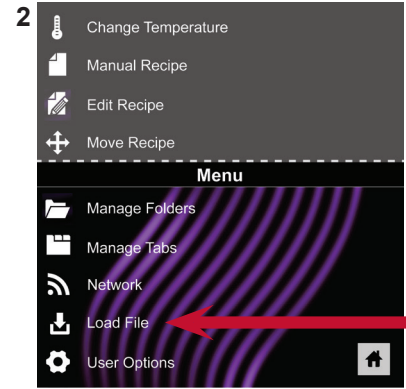 2
Change Temperature
Manual Recipe
Edit Recipe
Move Recipe
Menu
Manage Folders
Manage Tabs
Network
Load File
User Options